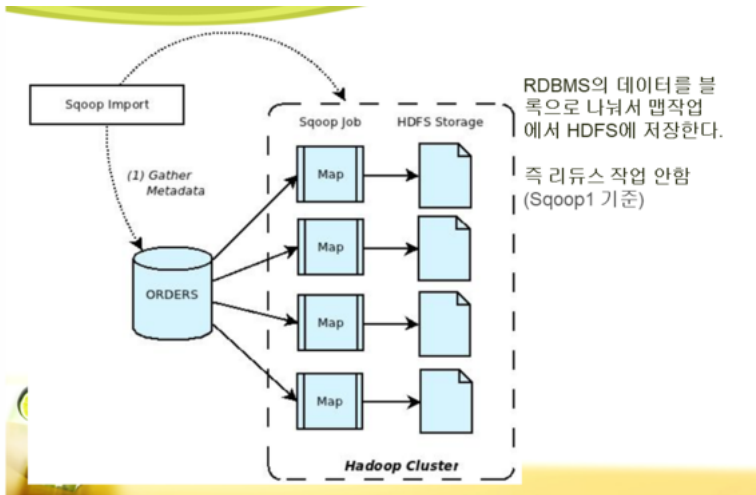 Sqoop Import
(1) Gather
Metadata
ORDERS
Sqoop Job
HDFS Storage
Map
Map
Map
Map
Hadoop Cluster
RDBMS의 데이터를 블
록으로 나눠서 맵작업
에서 HDFS에 저장한다.
즉 리듀스 작업 안함
(Sqoop1 기준)